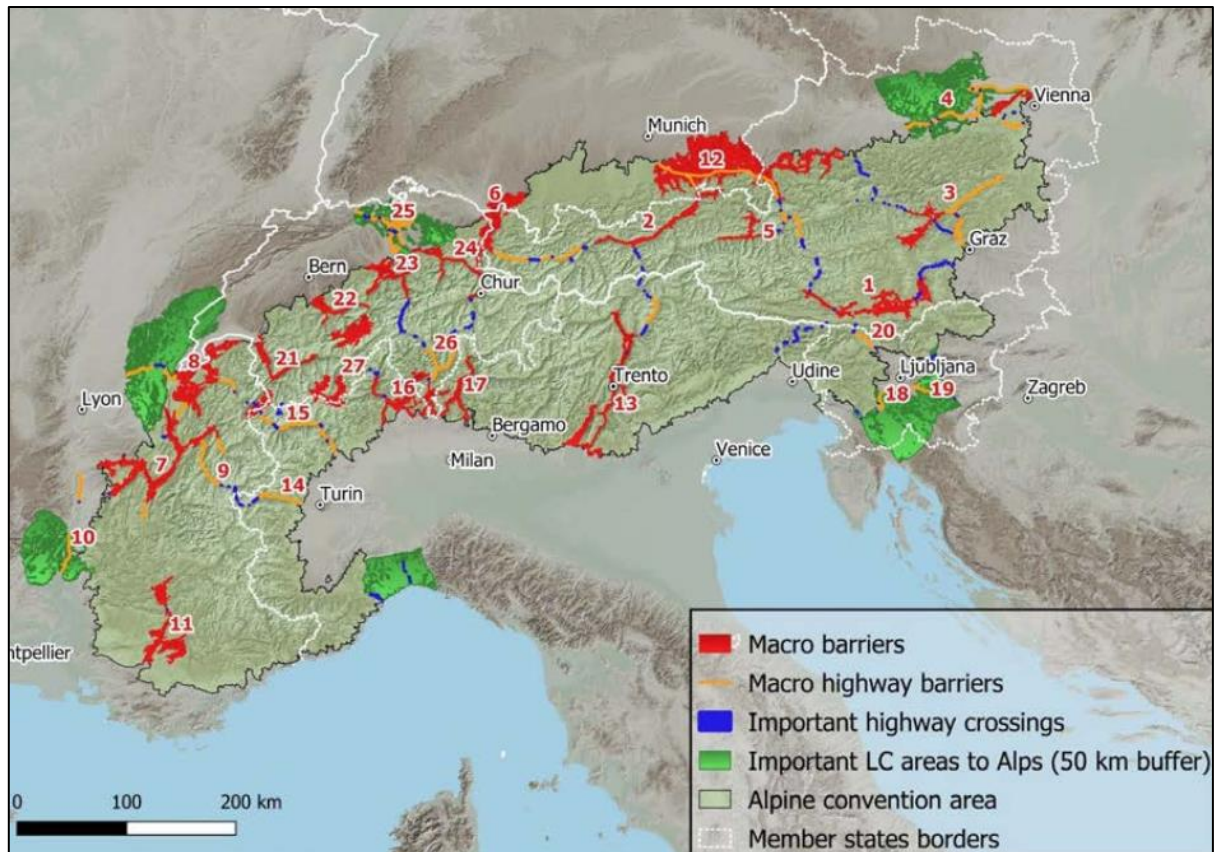 4
Vienna
Munich
12
6
3
25
2
5
Graz
24
Bern
23
Chur
1
22
20
26
8
21
27
Ljubljana
Trento
Udine
16
17
18
19
Zagreb
Lyon
13
15
Bergamo
Milan
Venice
7
9
14
Turin
10
11
ntpellier
Macro barriers
Macro highway barriers
Important highway crossings
Important LC areas to Alps (50 km buffer)
Alpine convention area
Member states borders
0 100 200 km